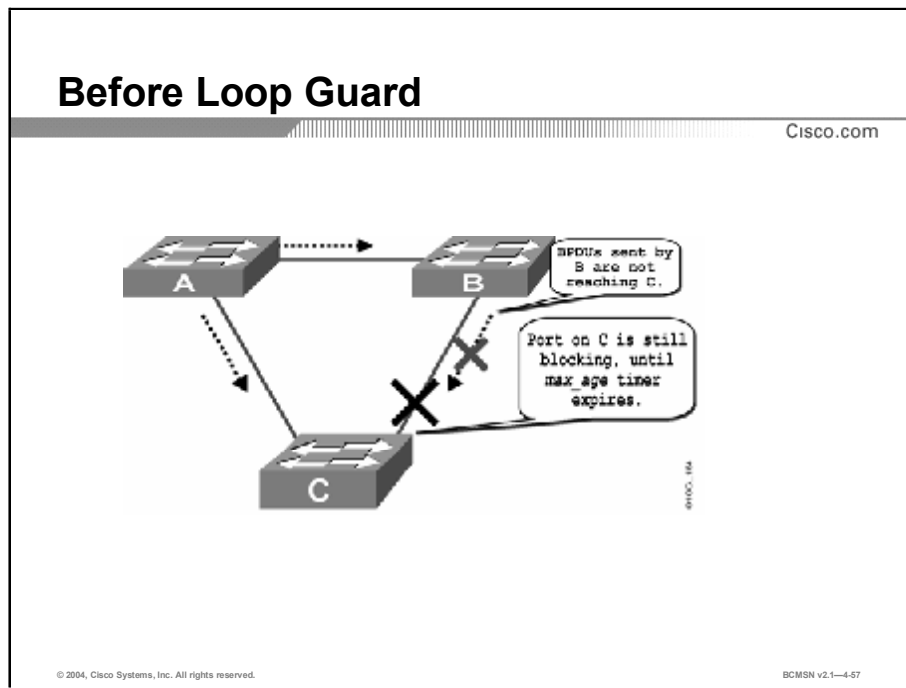 Before Loop Guard
Cisco.com
A
B
BPDUs sent by
B are not
reaching C.
Port on C is still
blocking, until
max_age timer
expires.
C
© 2004, Cisco Systems, Inc. All rights reserved.
BCMSN v2.1—4-57